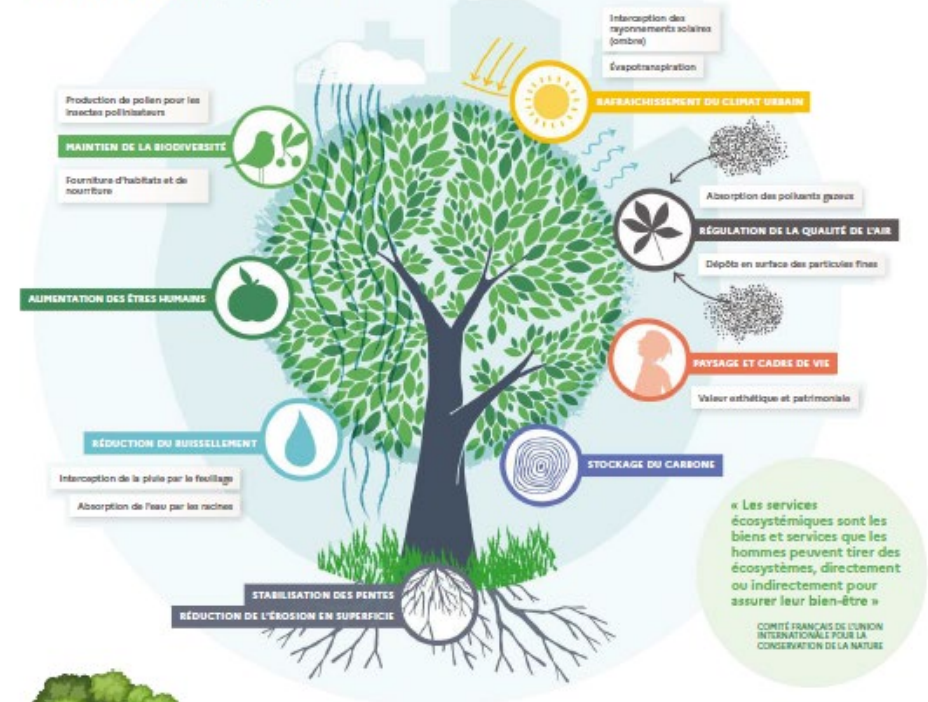 Interception des
rayonnements solaires
(ombre)
Évapotranspiration
RAFRAICHISSEMENT DU CLIMAT URBAIN
Production de pollen pour les
insectes pollinisateurs
MAINTIEN DE LA BIODIVERSITÉ
Fourniture d'habitats et de
nourriture
Absorption des polluants gazeux
RÉGULATION DE LA QUALITÉ DE L'AIR
Dépôts en surface des particules fines
ALIMENTATION DES ÊTRES HUMAINS
PAYSAGE ET CADRE DE VIE
Valeur esthétique et patrimoniale
RÉDUCTION DU RUISSELLEMENT
Interception de la pluie par le feuillage
Absorption de l'eau par les racines
STOCKAGE DU CARBONE
« Les services
écosystémiques sont les
biens et services que les
hommes peuvent tirer des
écosystèmes, directement
ou indirectement pour
assurer leur bien-être »
COMITÉ FRANÇAIS DE L'UNION
INTERNATIONALE POUR LA
CONSERVATION DE LA NATURE
STABILISATION DES PENTES
RÉDUCTION DE L'ÉROSION EN SUPERFICIE